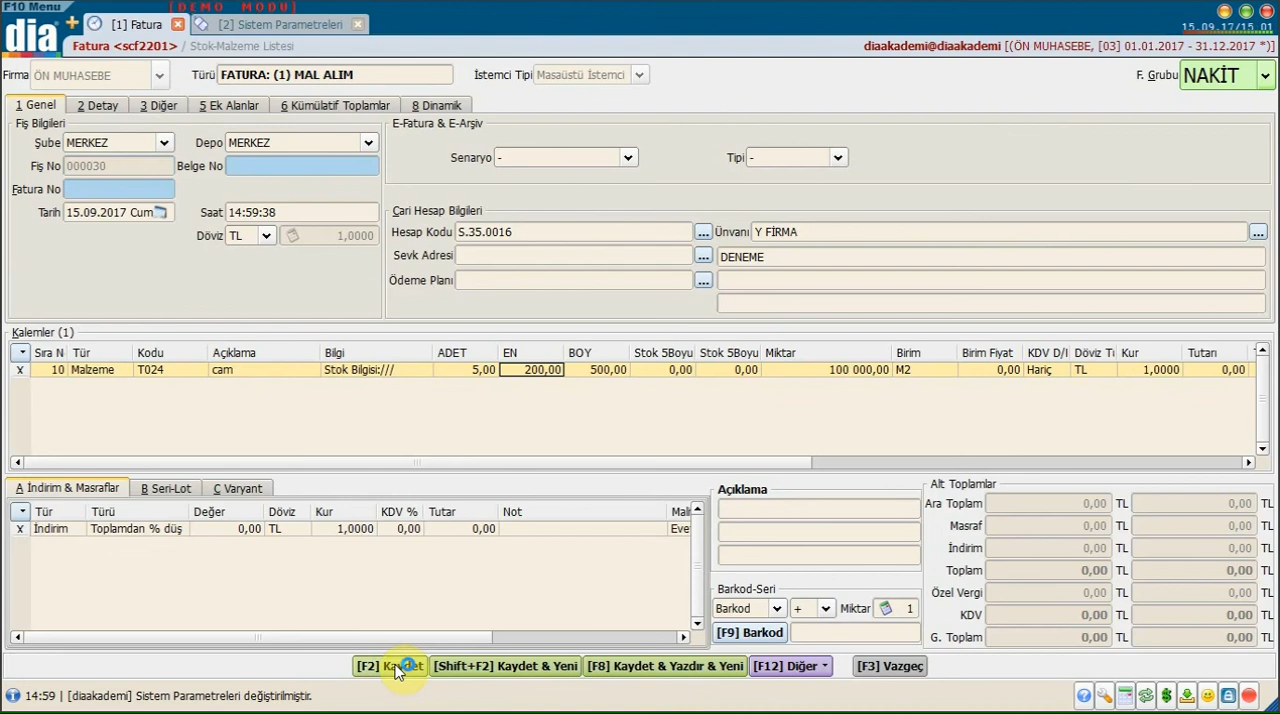 F10 Menu [ D E M O  M O D U ]
dia [1] Fatura [2] Sistem Parametreleri 15.09.17/15.01
Fatura <scf2201> Stok-Malzeme Listesi diaakademi@diaakademi [(ÖN MUHASEBE, [03] 01.01.2017 - 31.12.2017 *)]
Firma ÖN MUHASEBE Türü FATURA: (1) MAL ALIM İstemci Tipi Masaüstü İstemci F. Grubu NAKİT
1 Genel 2 Detay 3 Diğer 5 Ek Alanlar 6 Kümülatif Toplamlar 8 Dinamik
Fiş Bilgileri
Şube MERKEZ Depo MERKEZ
Fiş No 000030 Belge No
Fatura No
Tarih 15.09.2017 Cum Saat 14:59:38
Döviz TL 1,0000
E-Fatura & E-Arşiv
Senaryo - Tipi -
Cari Hesap Bilgileri
Hesap Kodu S.35.0016 Ünvanı Y FİRMA
Sevk Adresi DENEME
Ödeme Planı
Kalemler (1)
Sıra N Tür Kodu Açıklama Bilgi ADET EN BOY Stok 5Boyu Stok 5Boyu Miktar Birim Birim Fiyat KDV D/I Döviz Tü Kur Tutarı
x 10 Malzeme T024 cam Stok Bilgisi:/// 5,00 200,00 500,00 0,00 0,00 100 000,00 M2 0,00 Hariç TL 1,0000 0,00
A İndirim & Masraflar B Seri-Lot C Varyant
Tür Türü Değer Döviz Kur KDV % Tutar Not Mali
x İndirim Toplamdan % düş 0,00 TL 1,0000 0,00 0,00 Eve
Açıklama
Barkod-Seri
Barkod + Miktar 1
[F9] Barkod
Alt Toplamlar
Ara Toplam 0,00 TL 0,00 TL
Masraf 0,00 TL 0,00 TL
İndirim 0,00 TL 0,00 TL
Toplam 0,00 TL 0,00 TL
Özel Vergi 0,00 TL 0,00 TL
KDV 0,00 TL 0,00 TL
G. Toplam 0,00 TL 0,00 TL
[F2] Kaydet [Shift+F2] Kaydet & Yeni [F8] Kaydet & Yazdır & Yeni [F12] Diğer [F3] Vazgeç
14:59 | [diaakademi] Sistem Parametreleri değiştirilmiştir.